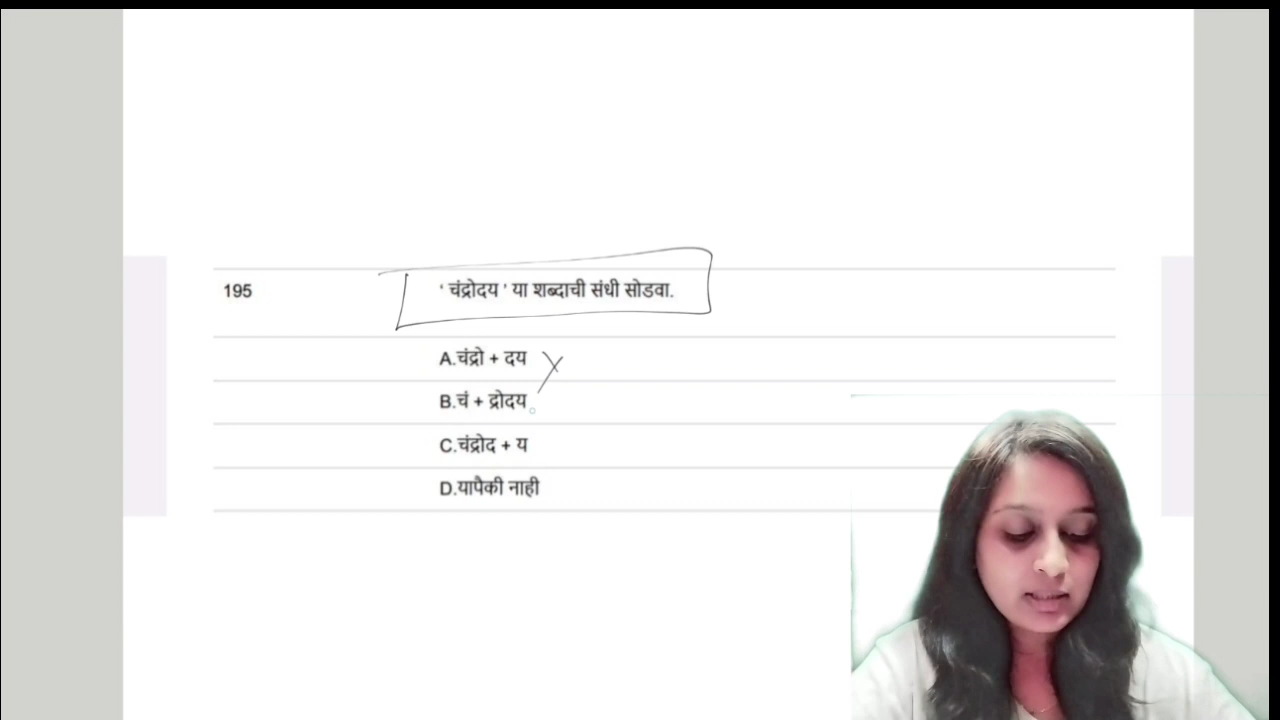 195 ' चंद्रोदय ' या शब्दाची संधी सोडवा.
A.चंद्रो + दय
B.चं + द्रोदय
C.चंद्रोद + य
D.यापैकी नाही